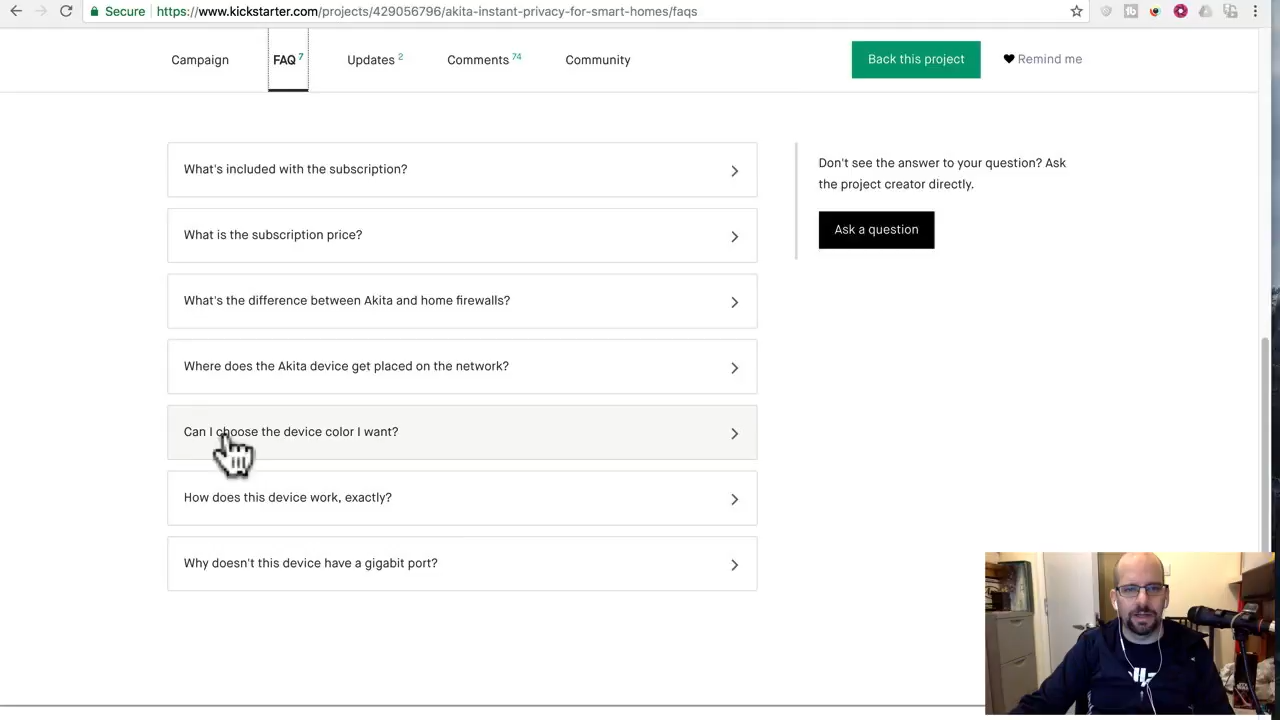 Secure
https://www.kickstarter.com/projects/429056796/akita-instant-privacy-for-smart-homes/faqs
Campaign
FAQ 7
Updates 2
Comments 74
Community
Back this project
Remind me
What's included with the subscription?
Don't see the answer to your question? Ask
the project creator directly.
Ask a question
What is the subscription price?
What's the difference between Akita and home firewalls?
Where does the Akita device get placed on the network?
Can I choose the device color I want?
How does this device work, exactly?
Why doesn't this device have a gigabit port?